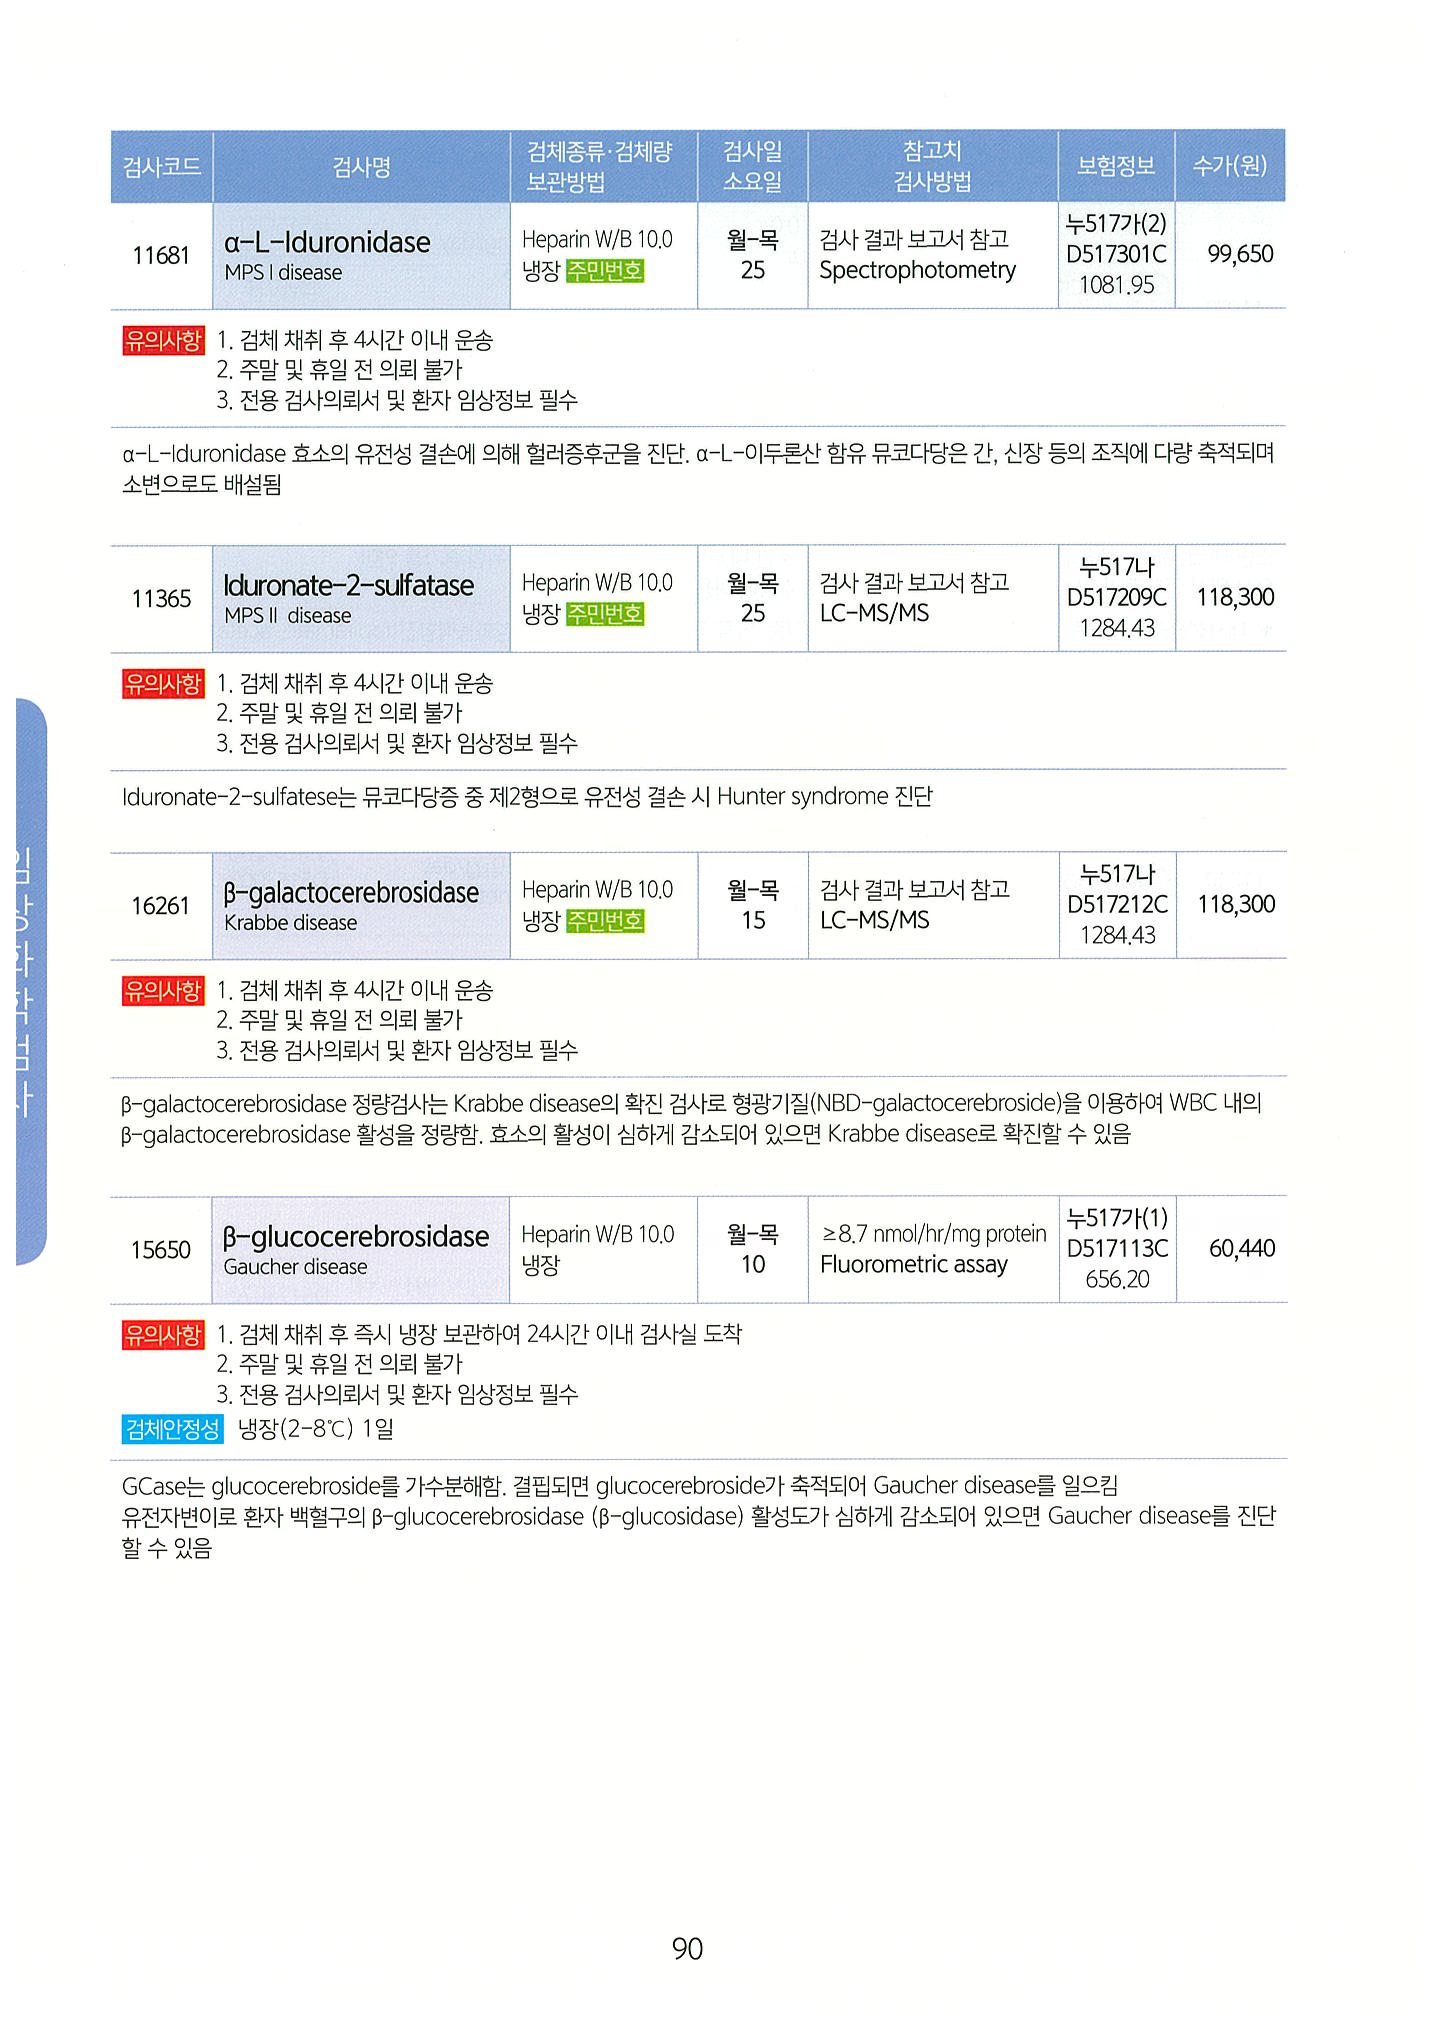 검사코드 검사명 검체종류·검체량 보관방법 검사일 소요일 참고치 검사방법 보험정보 수가(원)
11681 α-L-Iduronidase Heparin W/B 10.0 월-목 검사 결과 보고서 참고 누517가(2) 99,650
MPS I disease 냉장 주민번호 25 Spectrophotometry D517301C
1081.95
유의사항 1. 검체 채취 후 4시간 이내 운송
2. 주말 및 휴일 전 의뢰 불가
3. 전용 검사의뢰서 및 환자 임상정보 필수
α-L-Iduronidase 효소의 유전성 결손에 의해 헐러증후군을 진단. α-L-이두론산 함유 뮤코다당은 간, 신장 등의 조직에 다량 축적되며
소변으로도 배설됨
11365 Iduronate-2-sulfatase Heparin W/B 10.0 월-목 검사 결과 보고서 참고 누517나 118,300
MPS II disease 냉장 주민번호 25 LC-MS/MS D517209C
1284.43
유의사항 1. 검체 채취 후 4시간 이내 운송
2. 주말 및 휴일 전 의뢰 불가
3. 전용 검사의뢰서 및 환자 임상정보 필수
Iduronate-2-sulfatese는 뮤코다당증 중 제2형으로 유전성 결손 시 Hunter syndrome 진단
16261 β-galactocerebrosidase Heparin W/B 10.0 월-목 검사 결과 보고서 참고 누517나 118,300
Krabbe disease 냉장 주민번호 15 LC-MS/MS D517212C
1284.43
유의사항 1. 검체 채취 후 4시간 이내 운송
2. 주말 및 휴일 전 의뢰 불가
3. 전용 검사의뢰서 및 환자 임상정보 필수
β-galactocerebrosidase 정량검사는 Krabbe disease의 확진 검사로 형광기질(NBD-galactocerebroside)을 이용하여 WBC 내의
β-galactocerebrosidase 활성을 정량함. 효소의 활성이 심하게 감소되어 있으면 Krabbe disease로 확진할 수 있음
15650 β-glucocerebrosidase Heparin W/B 10.0 월-목 ≥8.7 nmol/hr/mg protein 누517가(1) 60,440
Gaucher disease 냉장 10 Fluorometric assay D517113C
656.20
유의사항 1. 검체 채취 후 즉시 냉장 보관하여 24시간 이내 검사실 도착
2. 주말 및 휴일 전 의뢰 불가
3. 전용 검사의뢰서 및 환자 임상정보 필수
검체안정성 냉장(2-8℃) 1일
GCase는 glucocerebroside를 가수분해함. 결핍되면 glucocerebroside가 축적되어 Gaucher disease를 일으킴
유전자변이로 환자 백혈구의 β-glucocerebrosidase (β-glucosidase) 활성도가 심하게 감소되어 있으면 Gaucher disease를 진단
할 수 있음
임상화학검사
90